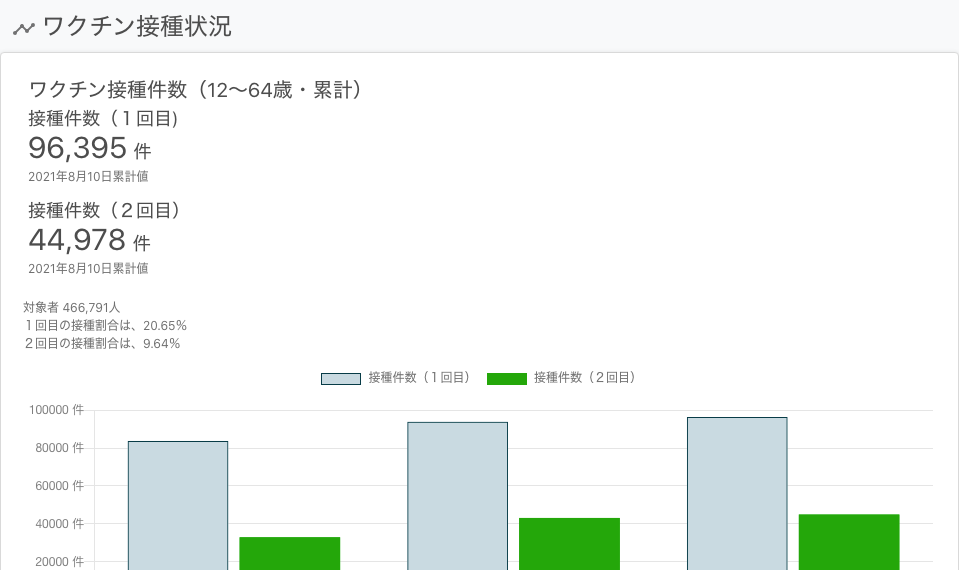 ワクチン接種状況
ワクチン接種件数（12〜64歳・累計）
接種件数（１回目)
96,395 件
2021年8月10日累計値
接種件数（２回目）
44,978 件
2021年8月10日累計値
対象者 466,791人
１回目の接種割合は、20.65%
２回目の接種割合は、9.64%
接種件数（１回目） 接種件数（２回目）
100000 件
80000 件
60000 件
40000 件
20000 件